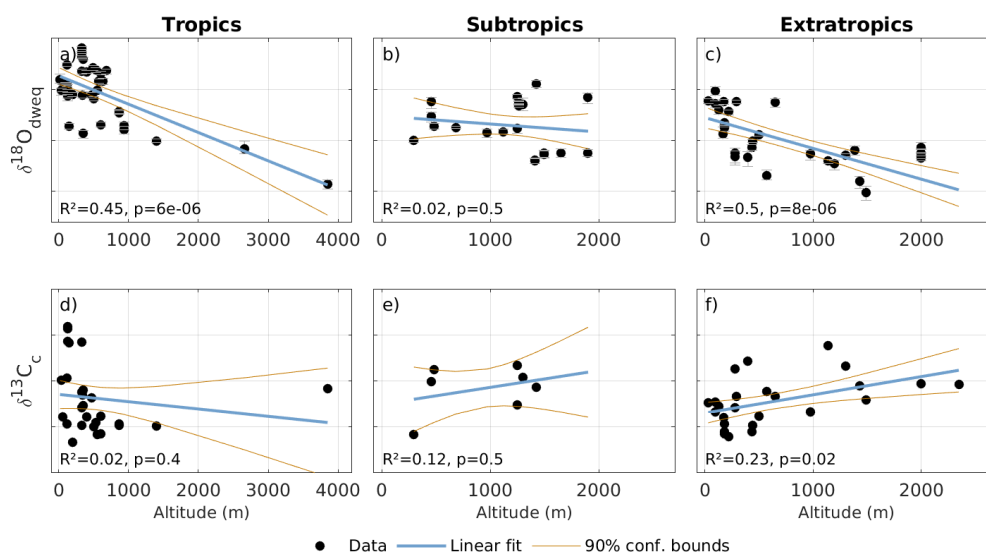 Tropics Subtropics Extratropics
a) b) c)
δ¹⁸O_dweq
R²=0.45, p=6e-06 R²=0.02, p=0.5 R²=0.5, p=8e-06
0 1000 2000 3000 4000 0 1000 2000 0 1000 2000
d) e) f)
δ¹³C_c
R²=0.02, p=0.4 R²=0.12, p=0.5 R²=0.23, p=0.02
0 1000 2000 3000 4000 0 1000 2000 0 1000 2000
Altitude (m) Altitude (m) Altitude (m)
Data Linear fit 90% conf. bounds